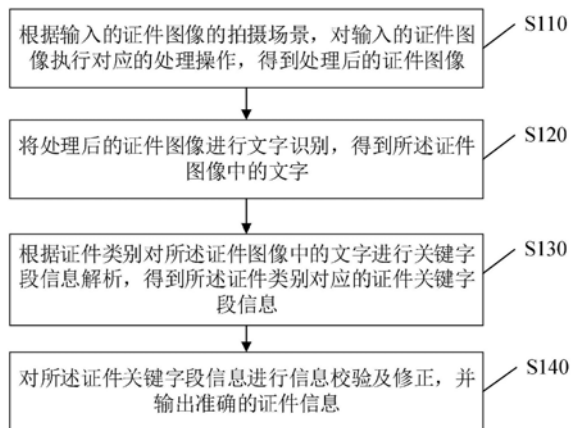 根据输入的证件图像的拍摄场景，对输入的证件图
像执行对应的处理操作，得到处理后的证件图像
S110
将处理后的证件图像进行文字识别，得到所述证件
图像中的文字
S120
根据证件类别对所述证件图像中的文字进行关键字
段信息解析，得到所述证件类别对应的证件关键字
段信息
S130
对所述证件关键字段信息进行信息校验及修正，并
输出准确的证件信息
S140